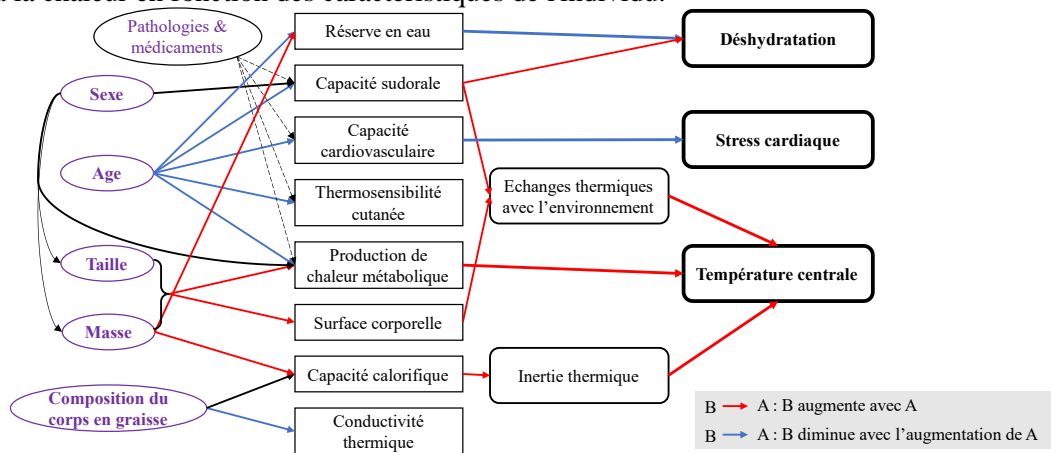 la chaleur en fonction des caractéristiques de l'individu.
Pathologies &
médicaments
Sexe
Age
Taille
Masse
Composition du
corps en graisse
Réserve en eau
Capacité sudorale
Capacité
cardiovasculaire
Thermosensibilité
cutanée
Production de
chaleur métabolique
Surface corporelle
Capacité calorifique
Conductivité
thermique
Echanges thermiques
avec l'environnement
Inertie thermique
Déshydratation
Stress cardiaque
Température centrale
B A : B augmente avec A
B A : B diminue avec l'augmentation de A